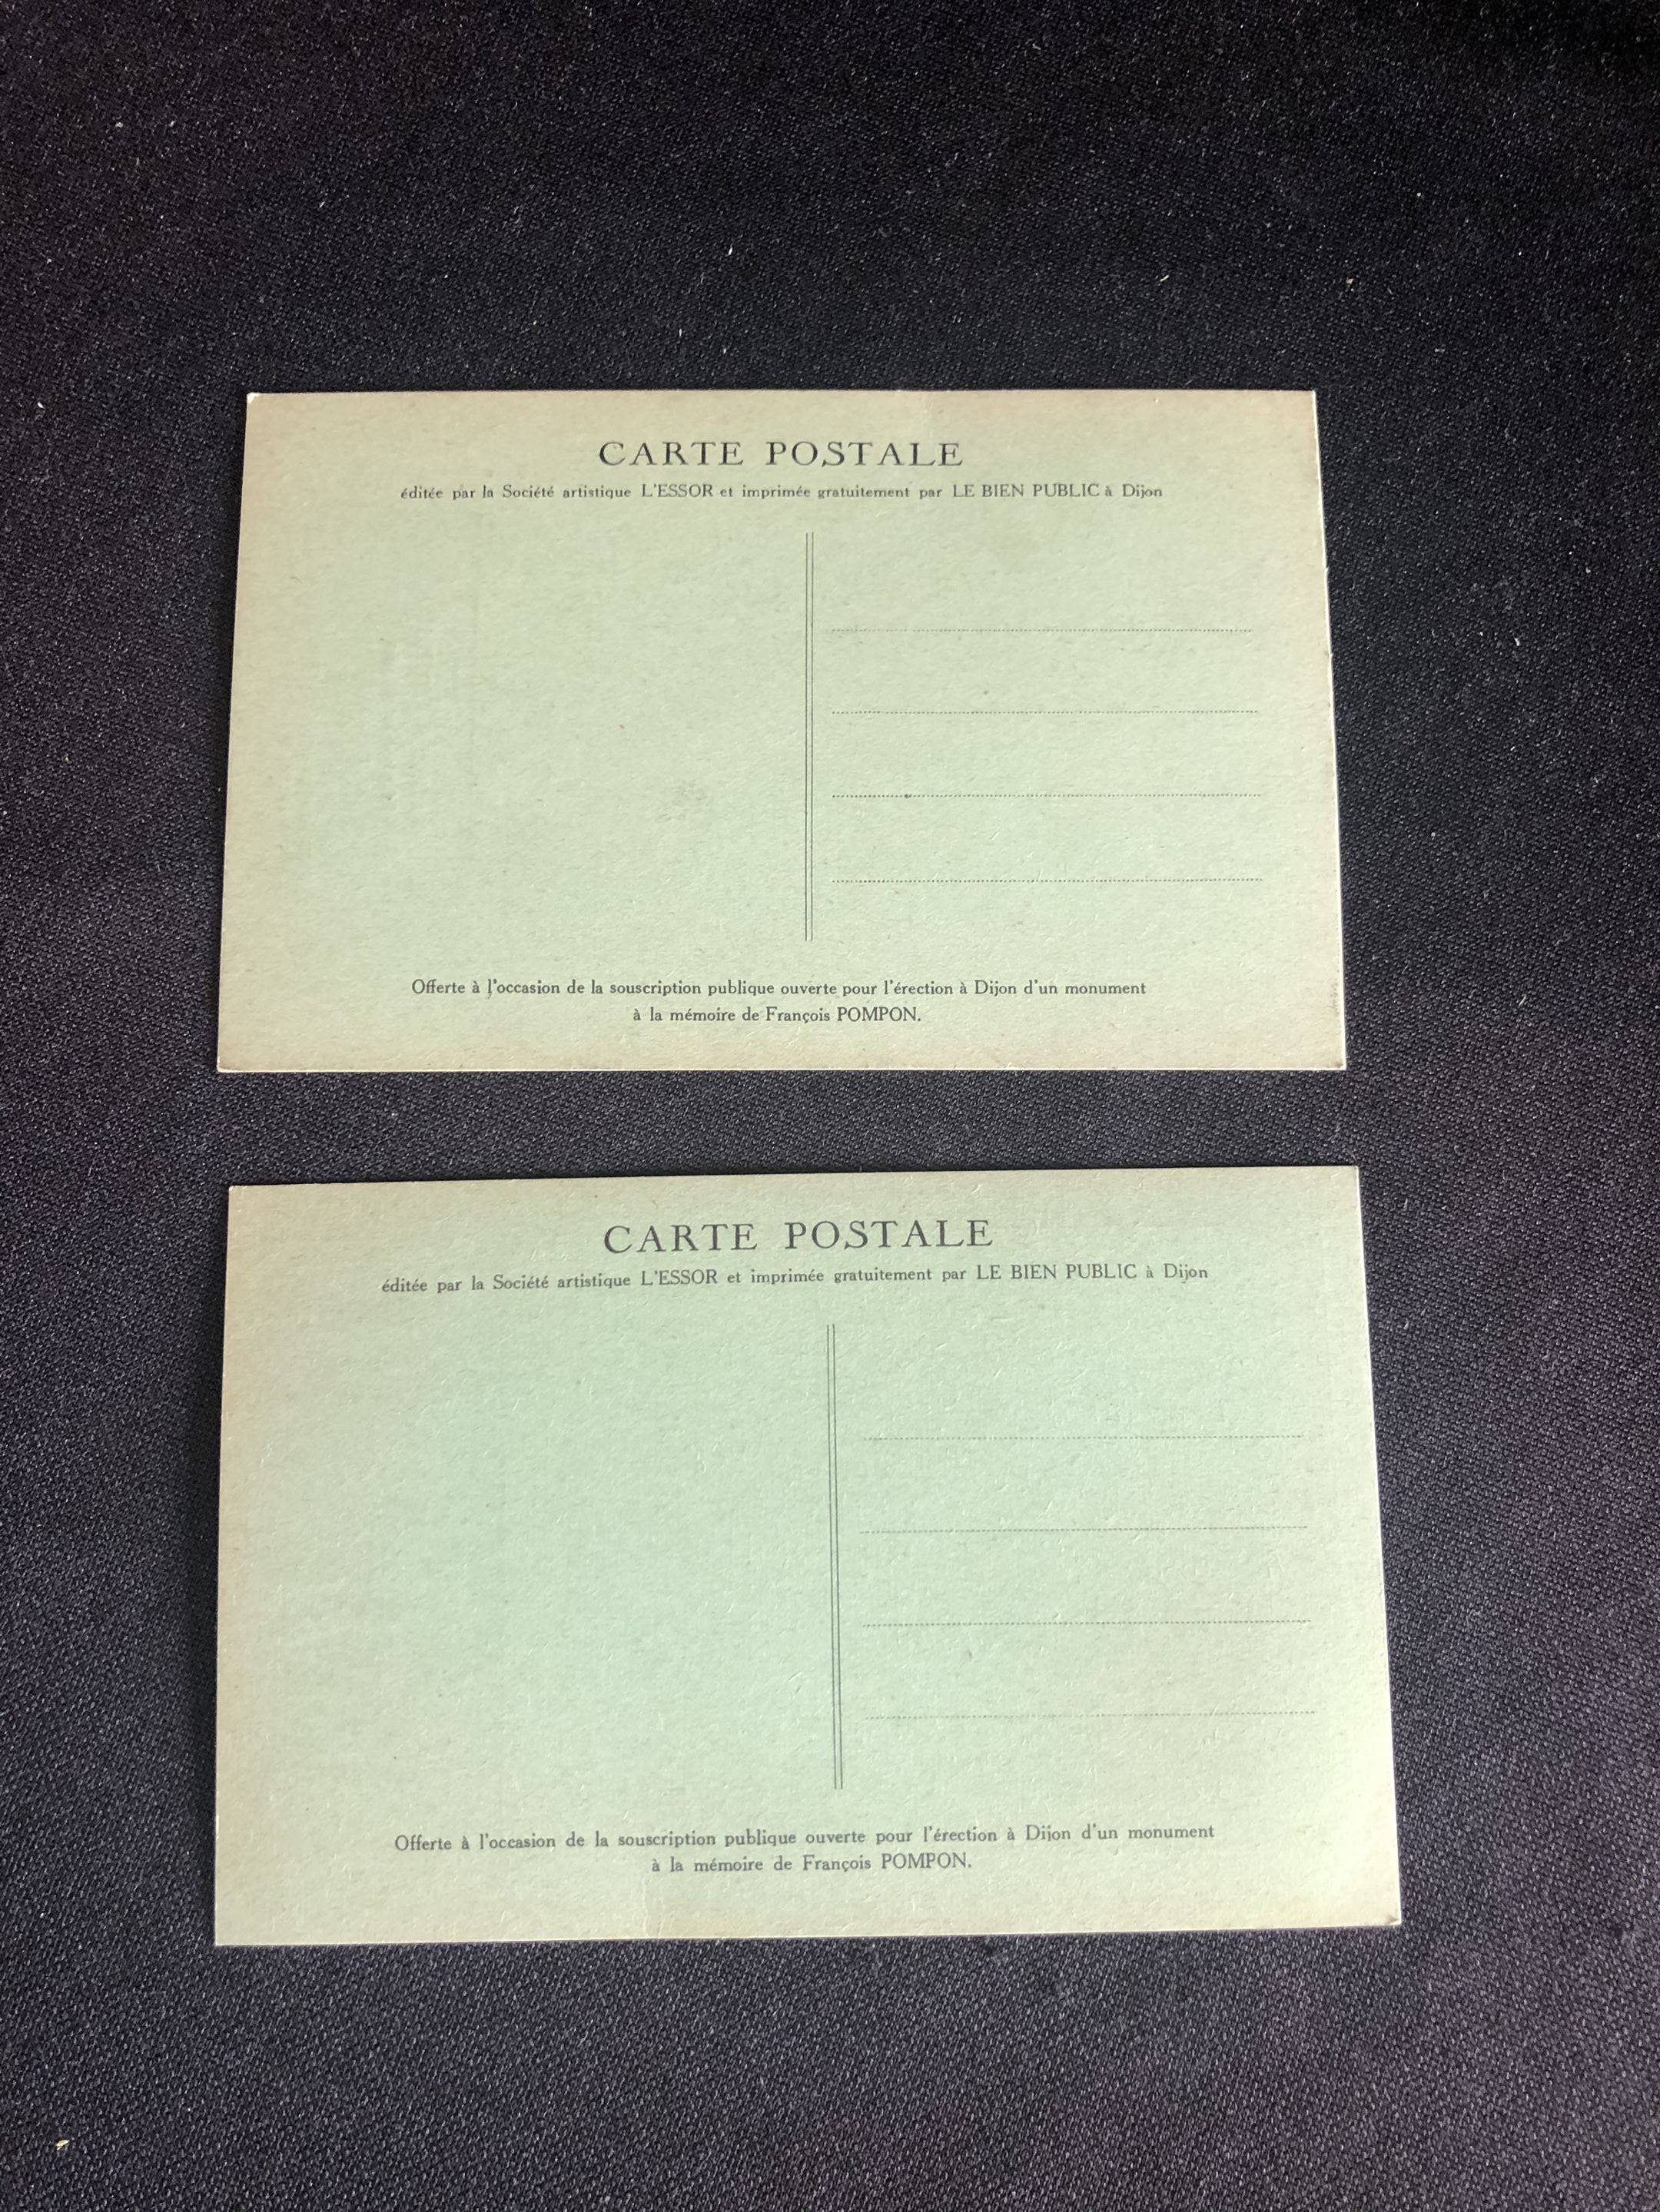 CARTE POSTALE
éditée par la Société artistique L'ESSOR et imprimée gratuitement par LE BIEN PUBLIC à Dijon
Offerte à l'occasion de la souscription publique ouverte pour l'érection à Dijon d'un monument
à la mémoire de François POMPON.
CARTE POSTALE
éditée par la Société artistique L'ESSOR et imprimée gratuitement par LE BIEN PUBLIC à Dijon
Offerte à l'occasion de la souscription publique ouverte pour l'érection à Dijon d'un monument
à la mémoire de François POMPON.